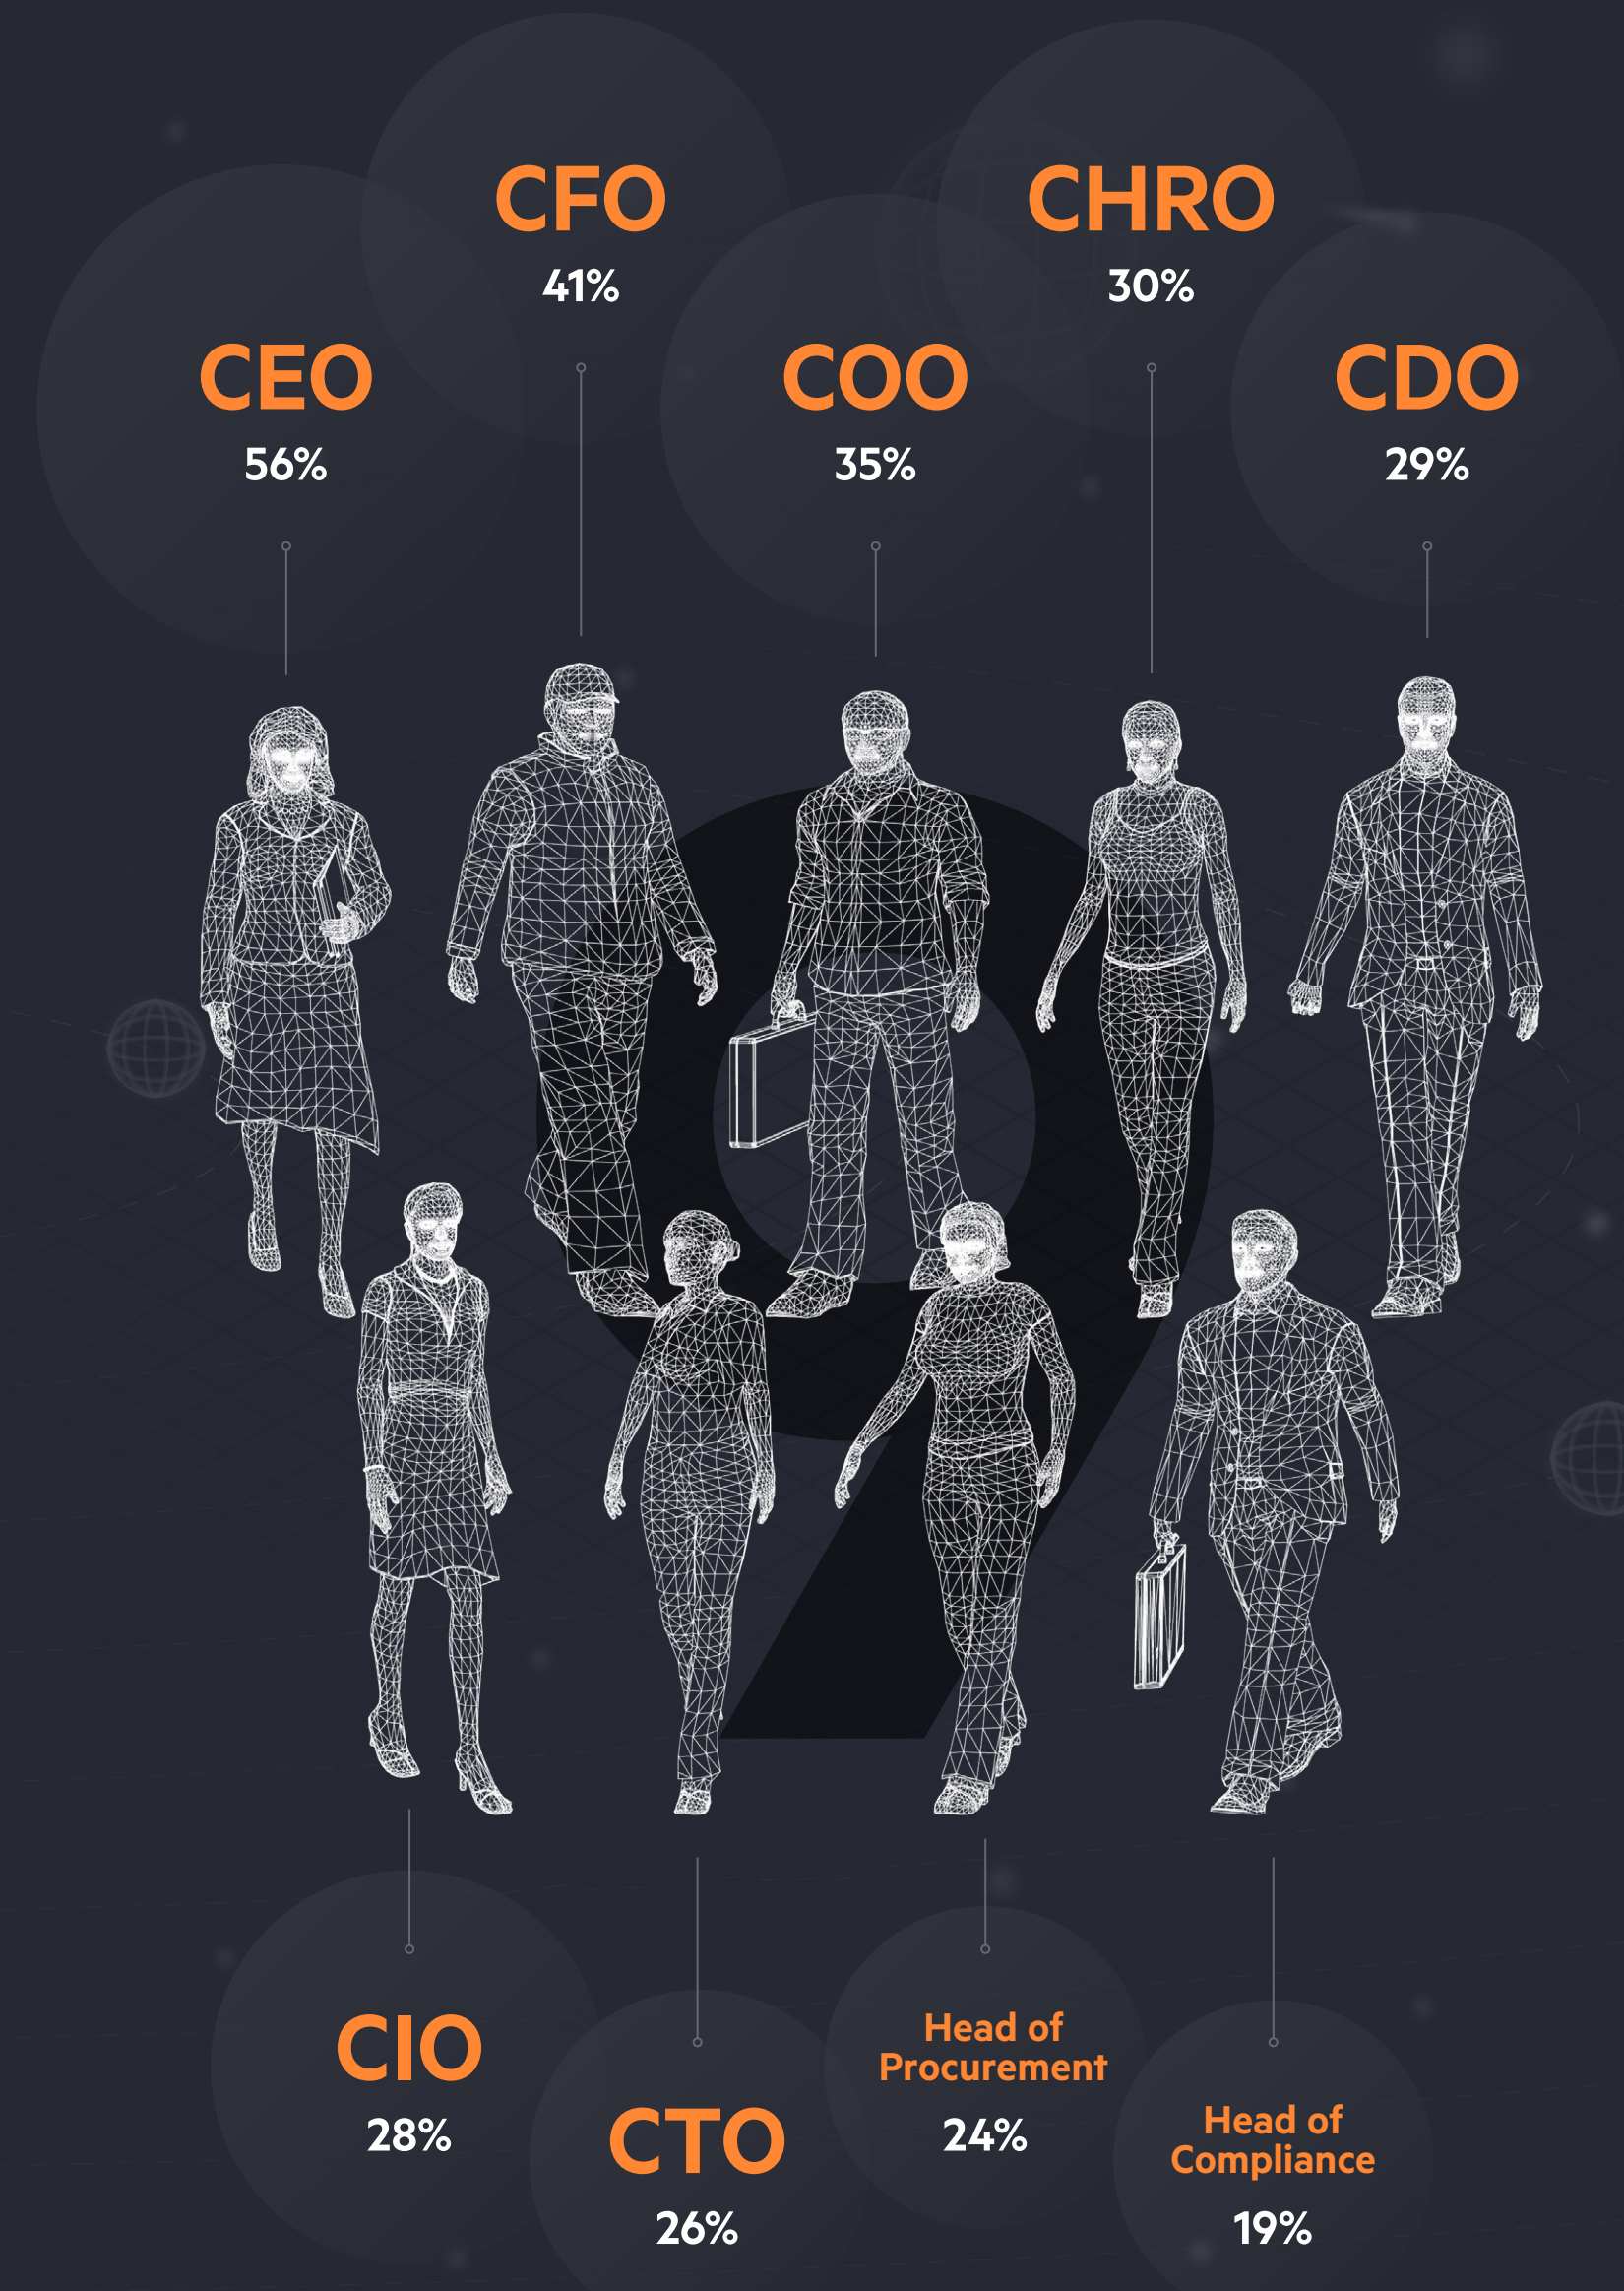 CFO
41%
CHRO
30%
CEO
56%
COO
35%
CDO
29%
9
CIO
28%
CTO
26%
Head of
Procurement
24%
Head of
Compliance
19%